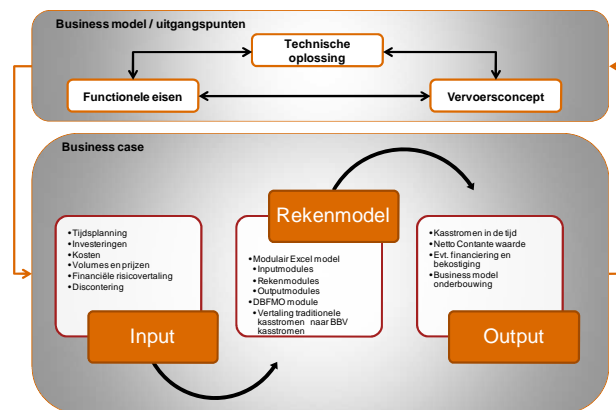 Business model / uitgangspunten
Technische
oplossing
Functionele eisen
Vervoersconcept
Business case
Input
• Tijdsplanning
• Investeringen
• Kosten
• Volumes en prijzen
• Financiële risicovertaling
• Discontering
Rekenmodel
• Modulair Excel model
• Inputmodules
• Rekenmodules
• Outputmodules
• DBFMO module
• Vertaling traditionele
kasstromen naar BBV
kasstromen
Output
• Kasstromen in de tijd
• Netto Contante waarde
• Evt. financiering en
bekostiging
• Business model
onderbouwing